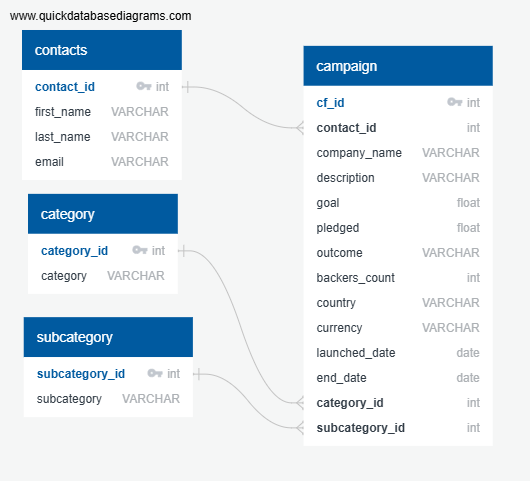 www.quickdatabasediagrams.com
contacts
contact_id int
first_name VARCHAR
last_name VARCHAR
email VARCHAR
category
category_id int
category VARCHAR
subcategory
subcategory_id int
subcategory VARCHAR
campaign
cf_id int
contact_id int
company_name VARCHAR
description VARCHAR
goal float
pledged float
outcome VARCHAR
backers_count int
country VARCHAR
currency VARCHAR
launched_date date
end_date date
category_id int
subcategory_id int